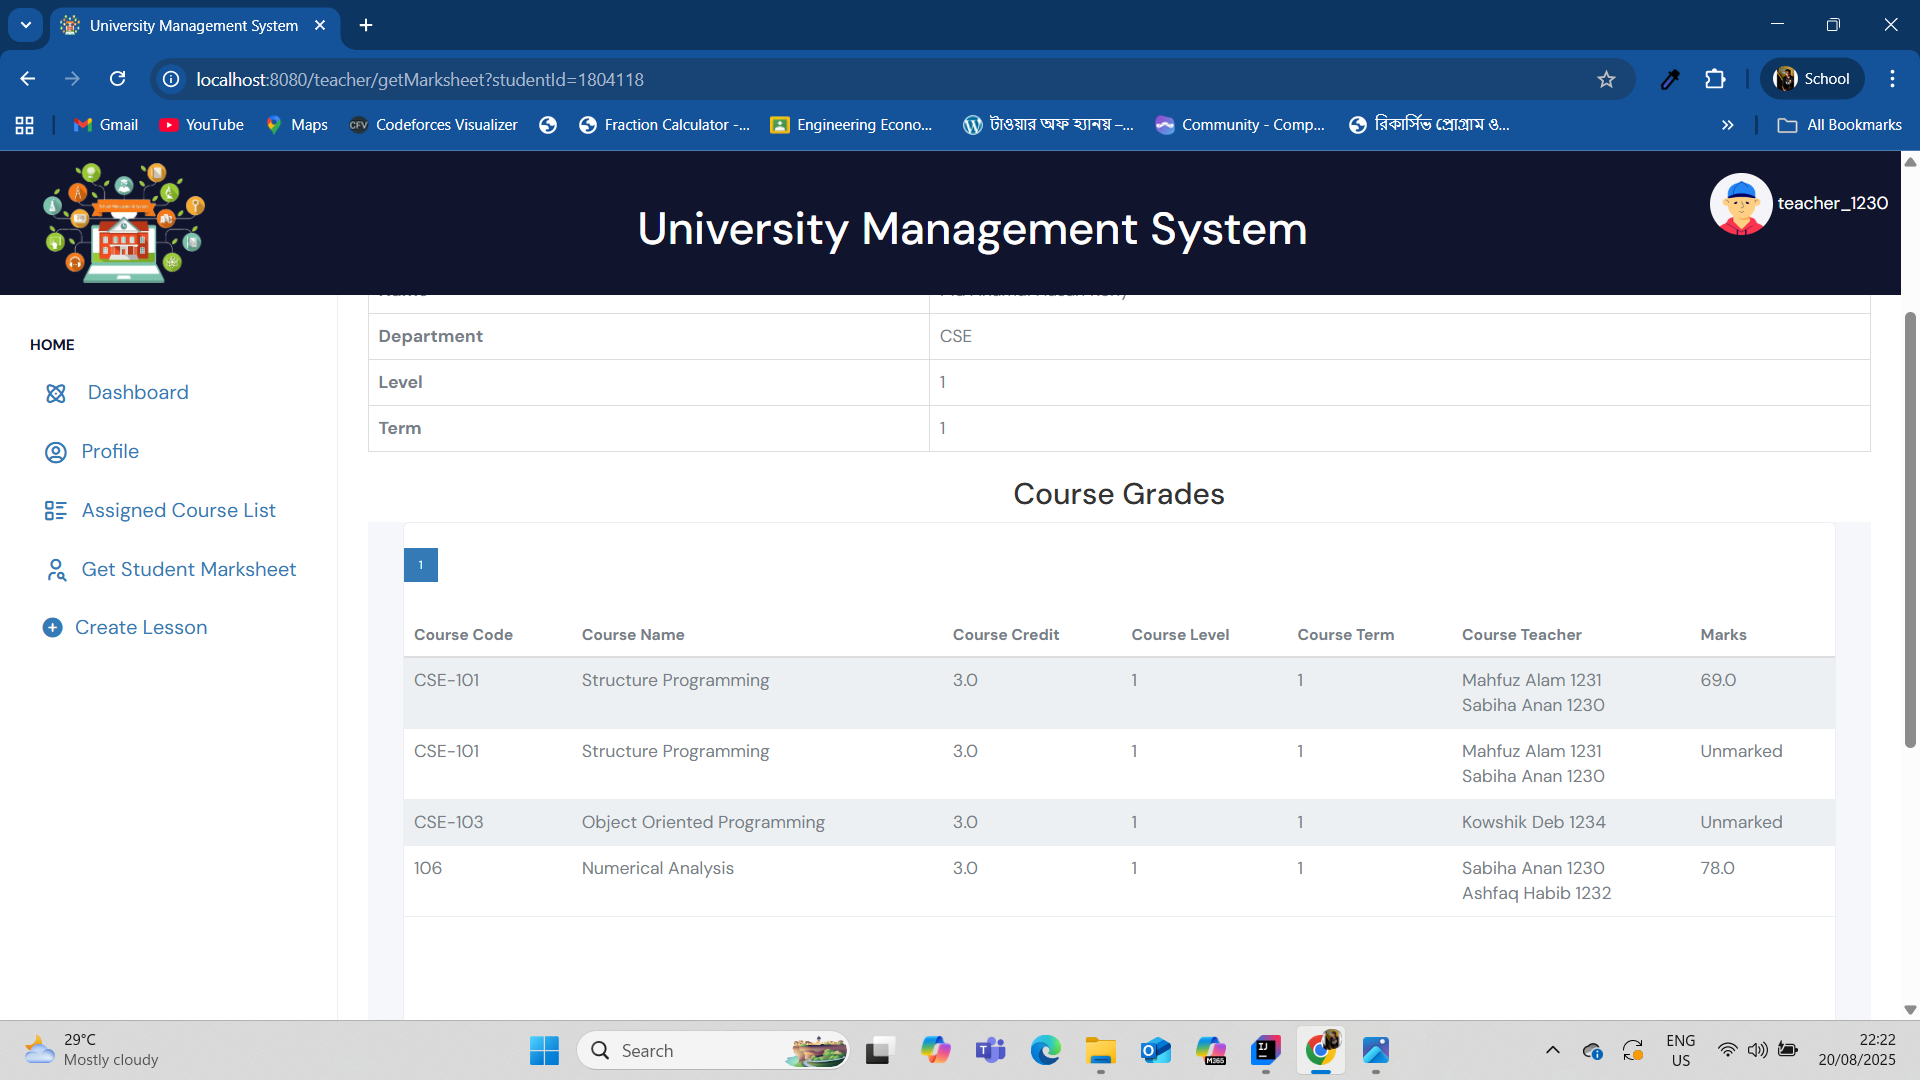 University Management System
localhost:8080/teacher/getMarksheet?studentId=1804118
School
Gmail
YouTube
Maps
CFV Codeforces Visualizer
Fraction Calculator -...
Engineering Econo...
টাওয়ার অফ হ্যানয় –...
Community - Comp...
রিকার্সিভ প্রোগ্রাম ও...
All Bookmarks
University Management System
teacher_1230
HOME
Dashboard
Profile
Assigned Course List
Get Student Marksheet
Create Lesson
Department CSE
Level 1
Term 1
Course Grades
1
Course Code Course Name Course Credit Course Level Course Term Course Teacher Marks
CSE-101 Structure Programming 3.0 1 1 Mahfuz Alam 1231 69.0
Sabiha Anan 1230
CSE-101 Structure Programming 3.0 1 1 Mahfuz Alam 1231 Unmarked
Sabiha Anan 1230
CSE-103 Object Oriented Programming 3.0 1 1 Kowshik Deb 1234 Unmarked
106 Numerical Analysis 3.0 1 1 Sabiha Anan 1230 78.0
Ashfaq Habib 1232
29°C
Mostly cloudy
Search
M365
ENG
US
22:22
20/08/2025